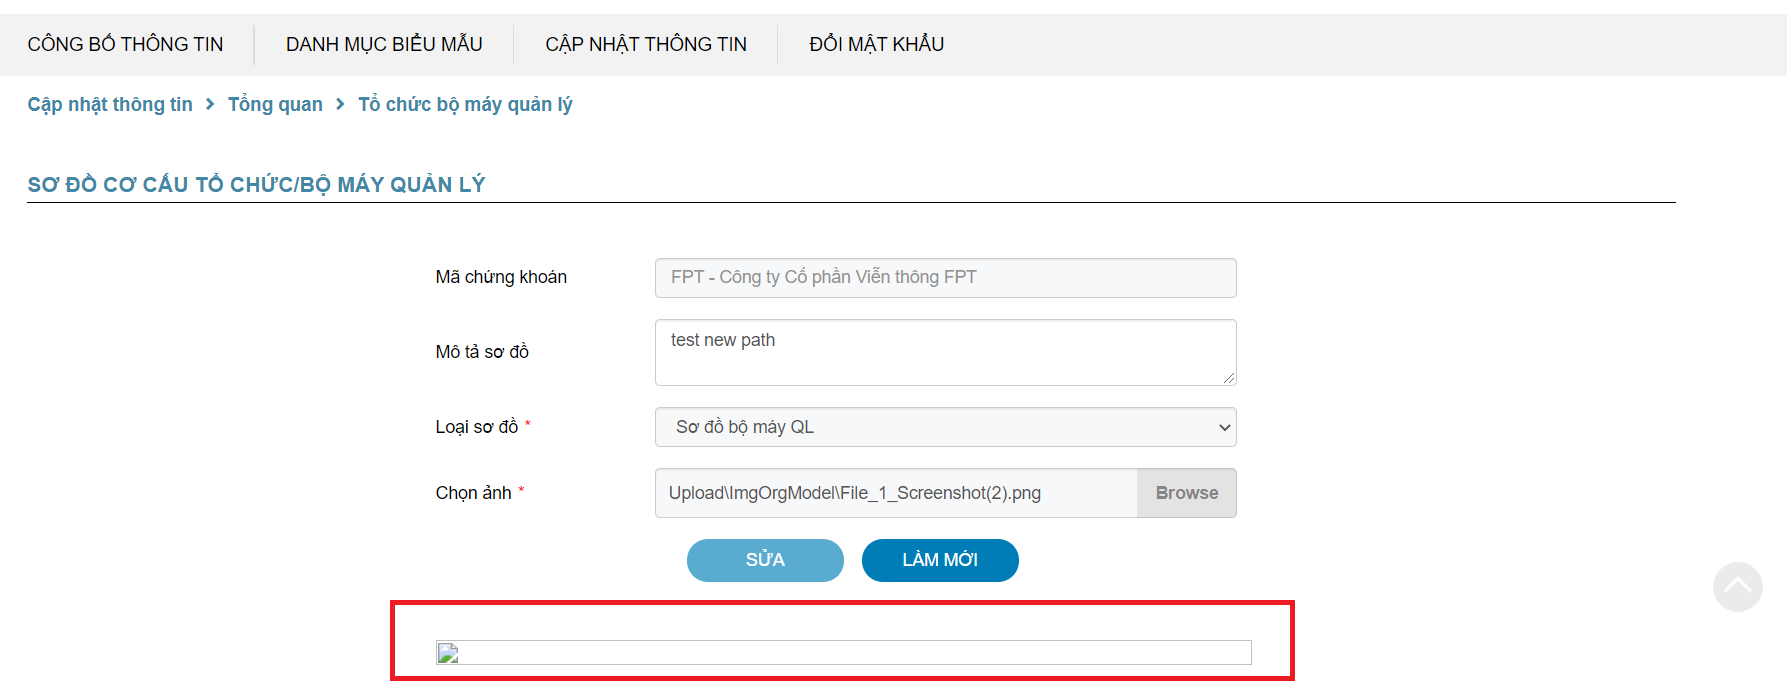 CÔNG BỐ THÔNG TIN DANH MỤC BIỂU MẪU CẬP NHẬT THÔNG TIN ĐỔI MẬT KHẨU
Cập nhật thông tin > Tổng quan > Tổ chức bộ máy quản lý
SƠ ĐỒ CƠ CẤU TỔ CHỨC/BỘ MÁY QUẢN LÝ
Mã chứng khoán FPT - Công ty Cổ phần Viễn thông FPT
Mô tả sơ đồ test new path
Loại sơ đồ * Sơ đồ bộ máy QL
Chọn ảnh * Upload\ImgOrgModel\File_1_Screenshot(2).png Browse
SỬA LÀM MỚI